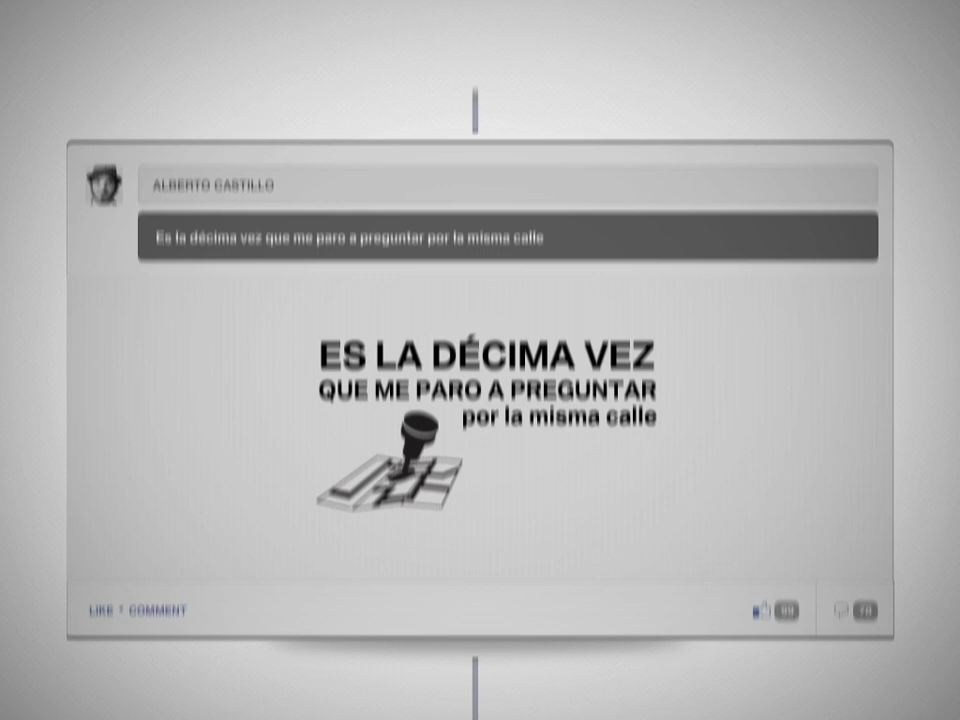 ALBERTO CASTILLO
Es la décima vez que me paro a preguntar por la misma calle
ES LA DÉCIMA VEZ
QUE ME PARO A PREGUNTAR
por la misma calle
LIKE COMMENT